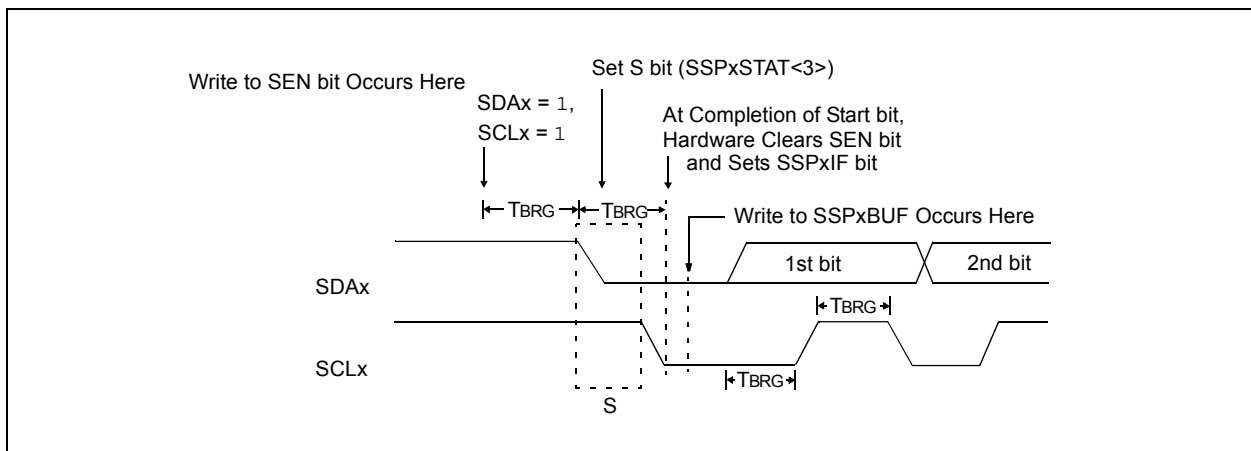 Write to SEN bit Occurs Here
Set S bit (SSPxSTAT<3>)
SDAx = 1,
SCLx = 1
At Completion of Start bit,
Hardware Clears SEN bit
and Sets SSPxIF bit
TBRG
TBRG
Write to SSPxBUF Occurs Here
SDAx
1st bit
2nd bit
TBRG
SCLx
TBRG
S